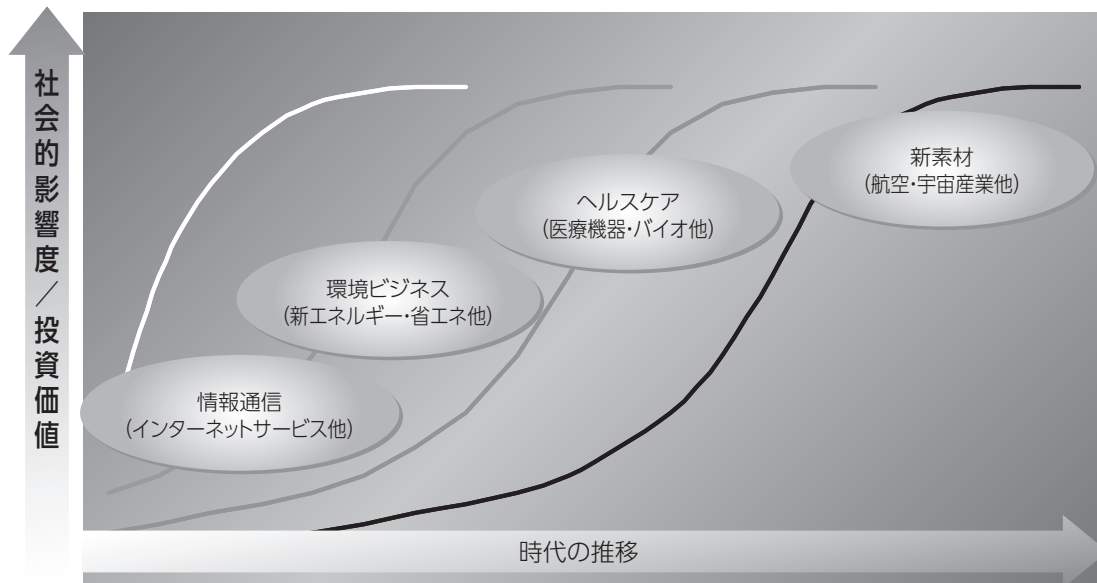 社会的影響度／投資価値
新素材
(航空・宇宙産業他)
ヘルスケア
(医療機器・バイオ他)
環境ビジネス
(新エネルギー・省エネ他)
情報通信
(インターネットサービス他)
時代の推移